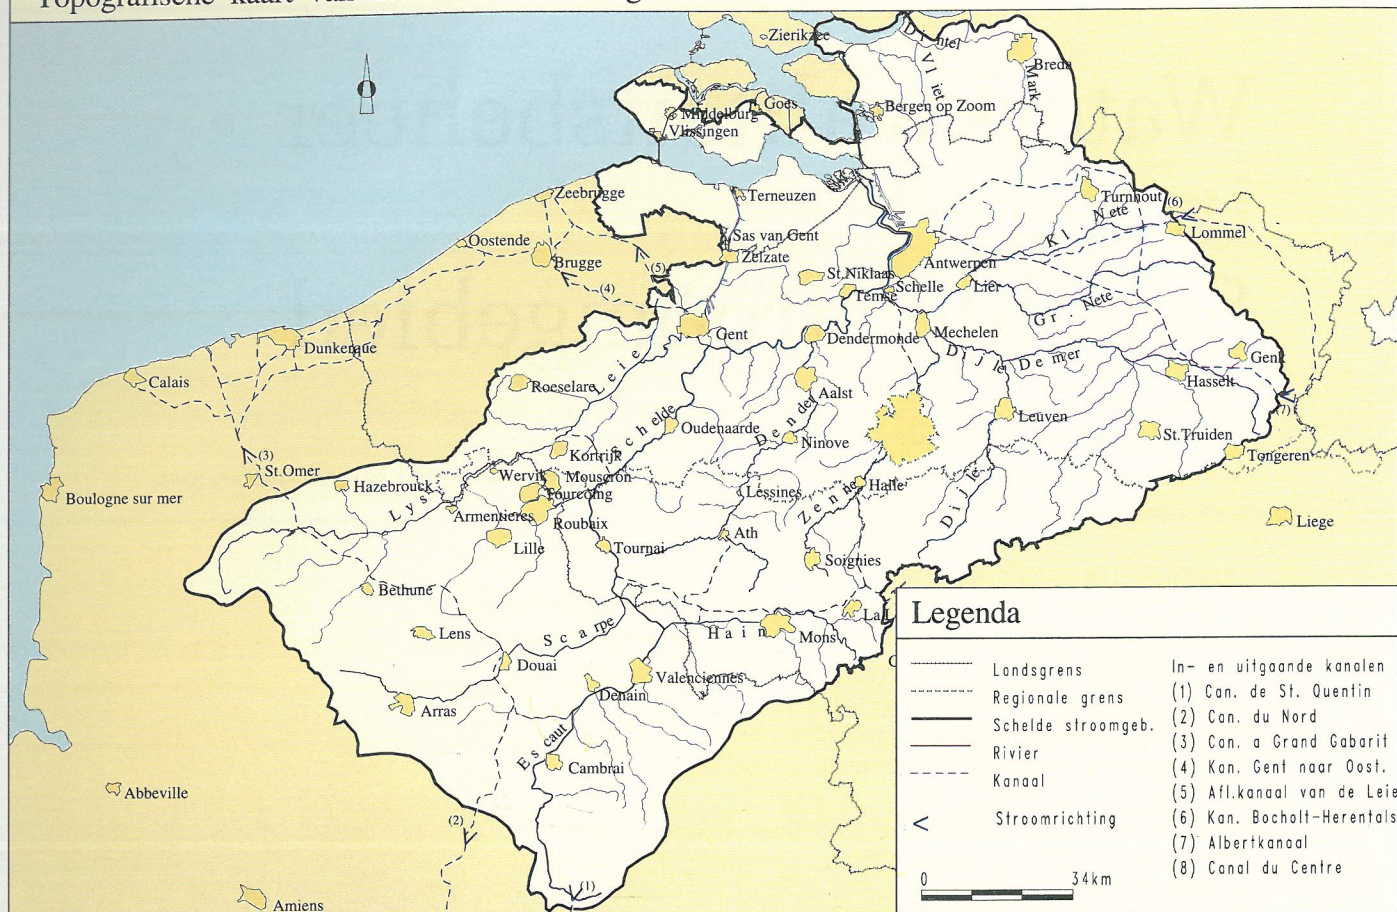 Topografische kaart van
Zierikzee
Dintel
Vliet
Mark
Breda
Goes
Middelburg
Vlissingen
Bergen op Zoom
Zeebrugge
Terneuzen
Turnhout
(6)
Kl. Nete
Lommel
Oostende
Sas van Gent
Brugge
(5)
Zelzate
Antwerpen
(4)
St.Niklaas
Temse
Schelle
Lier
Gr. Nete
Gent
Dendermonde
Mechelen
Dunkerque
Leie
Dijle
Demer
Genk
Calais
Roeselare
Aalst
Hasselt
(7)
Schelde
Oudenaarde
Dender
Ninove
Leuven
St.Truiden
Kortrijk
Tongeren
(3)
St.Omer
Hazebrouck
Wervik
Mouscron
Tourcoing
Boulogne sur mer
Lys
Armentieres
Roubaix
Lessines
Zenne
Halle
Dijle
Liege
Lille
Tournai
Ath
Soignies
Bethune
La L
Lens
Scarpe
Hain
Mons
Douai
Valenciennes
Denain
Arras
Escaut
Cambrai
Abbeville
(2)
(1)
Amiens
Legenda
Londsgrens
Regionale grens
Schelde stroomgeb.
Rivier
Kanaal
Stroomrichting
0 34km
In- en uitgaande kanalen
(1) Can. de St. Quentin
(2) Can. du Nord
(3) Can. a Grand Gabarit
(4) Kan. Gent naar Oost.
(5) Afl.kanaal van de Leie
(6) Kan. Bocholt-Herentals
(7) Albertkanaal
(8) Canal du Centre